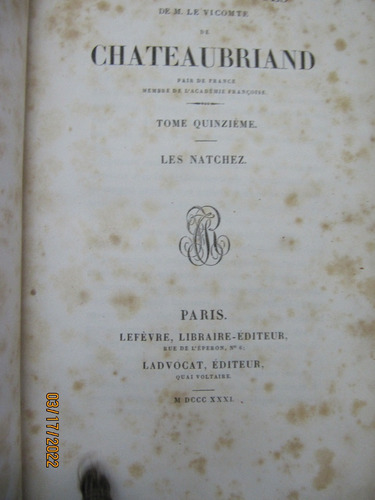 DE M. LE VICOMTE
DE
CHATEAUBRIAND
PAIR DE FRANCE
MEMBRE DE L'ACADÉMIE FRANÇOISE.
TOME QUINZIÈME.
LES NATCHEZ.
PARIS.
LEFÈVRE, LIBRAIRE-ÉDITEUR,
RUE DE L'ÉPERON, Nº 6.
LADVOCAT, ÉDITEUR,
QUAI VOLTAIRE.
M DCCC XXXI.
03/17/2022